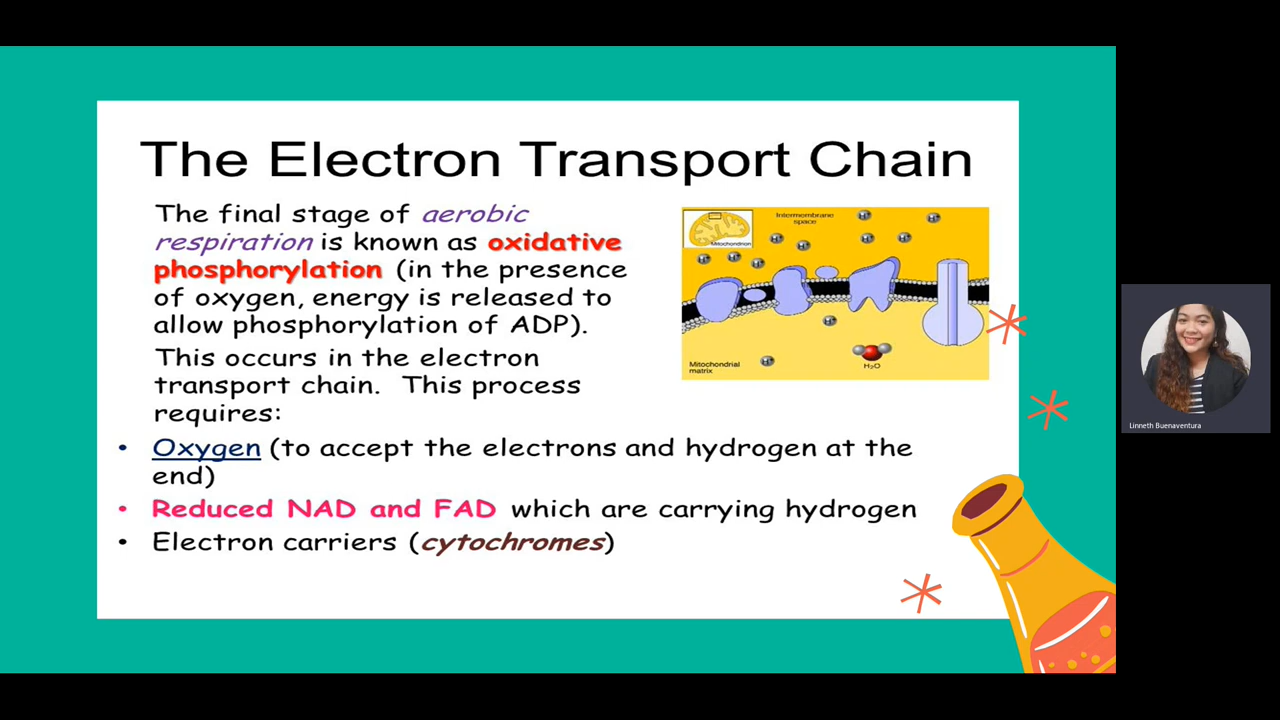 The Electron Transport Chain
The final stage of aerobic
respiration is known as oxidative
phosphorylation (in the presence
of oxygen, energy is released to
allow phosphorylation of ADP).
This occurs in the electron
transport chain. This process
requires:
• Oxygen (to accept the electrons and hydrogen at the
end)
• Reduced NAD and FAD which are carrying hydrogen
• Electron carriers (cytochromes)
Intermembrane
space
Mitochondrion
Mitochondrial
matrix
H₂O
Linneth Buenaventura